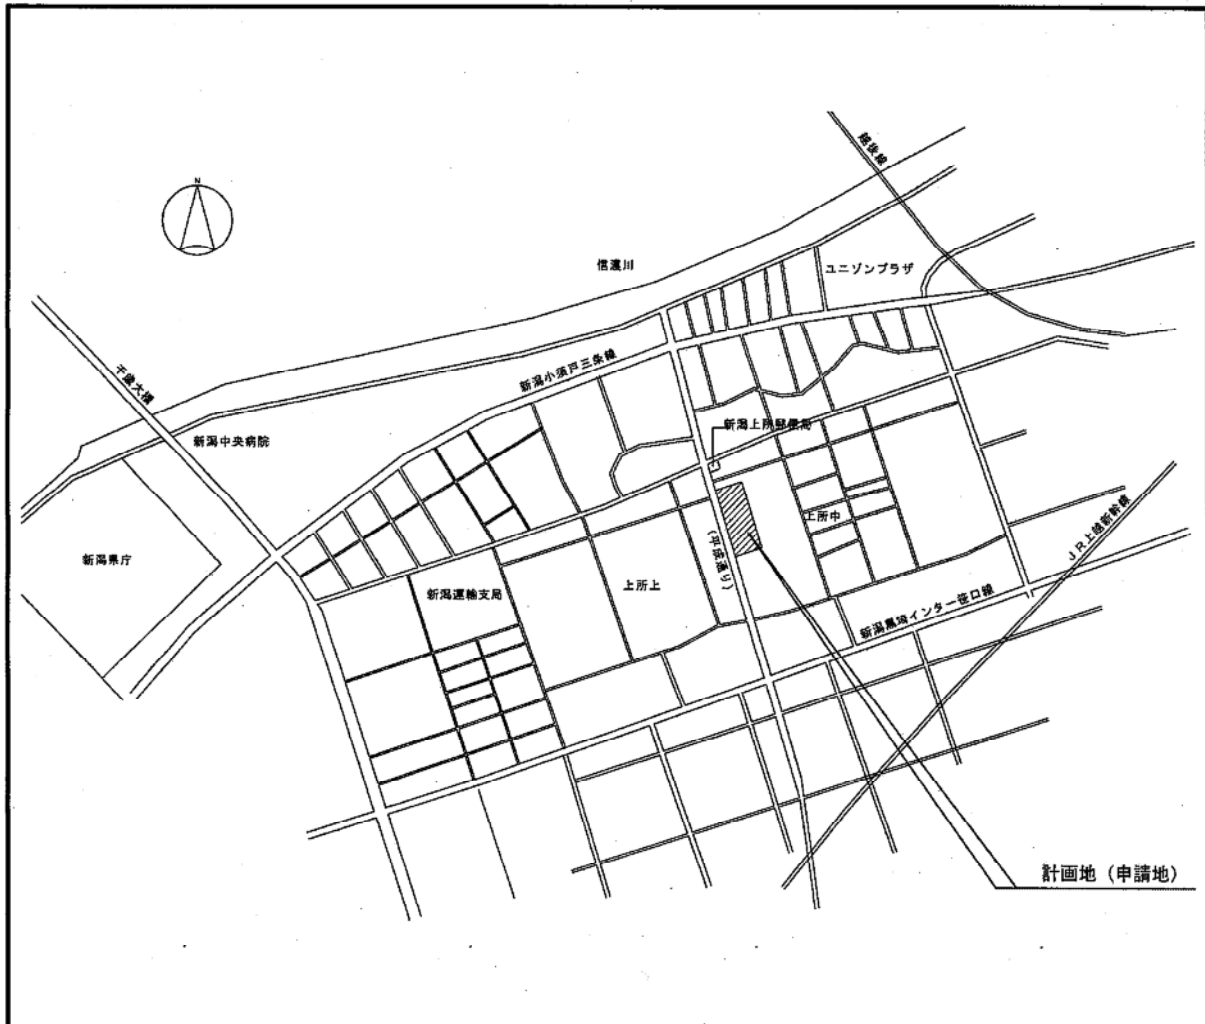 越後線
N
信濃川
ユニゾンプラザ
千歳大橋
新潟小須戸三条線
新潟中央病院
新潟上所郵便局
上所中
(平成通り)
JR上越新幹線
新潟県庁
新潟運輸支局
上所上
新潟黒埼インター笹口線
計画地(申請地)